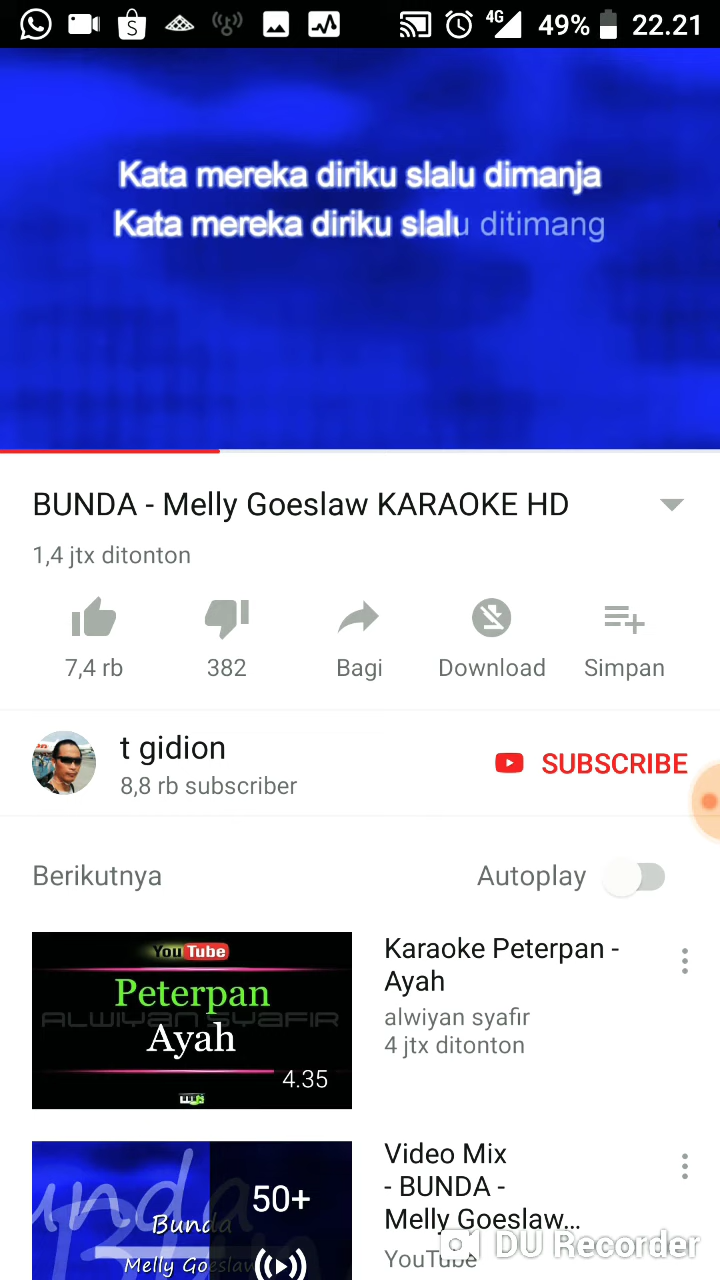 4G 49% 22.21
Kata mereka diriku slalu dimanja
Kata mereka diriku slalu ditimang
BUNDA - Melly Goeslaw KARAOKE HD
1,4 jtx ditonton
7,4 rb
382
Bagi
Download
Simpan
t gidion
8,8 rb subscriber
SUBSCRIBE
Berikutnya
Autoplay
YouTube
Peterpan
ALWIYAN SYAFIR
Ayah
4.35
Karaoke Peterpan -
Ayah
alwiyan syafir
4 jtx ditonton
Bunda
Melly Goeslaw
50+
Video Mix
- BUNDA -
Melly Goeslaw...
YouTube
DU Recorder